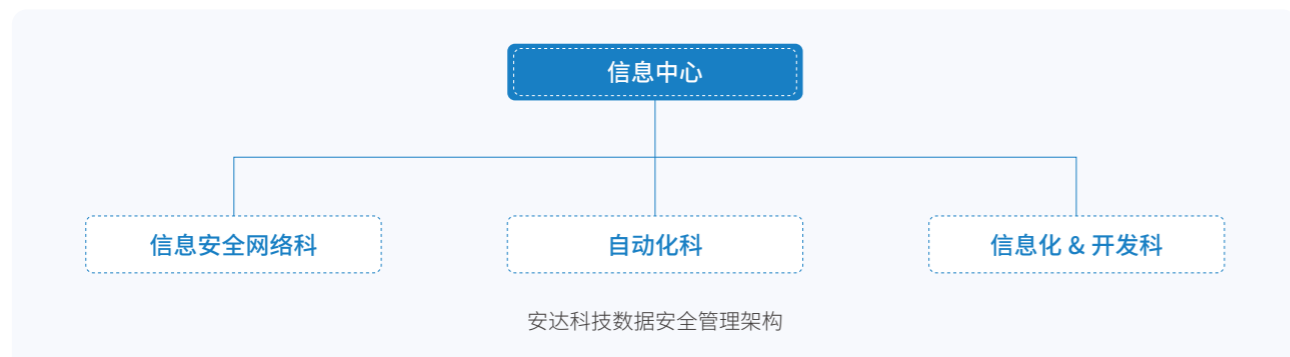 信息中心
信息安全网络科
自动化科
信息化 & 开发科
安达科技数据安全管理架构